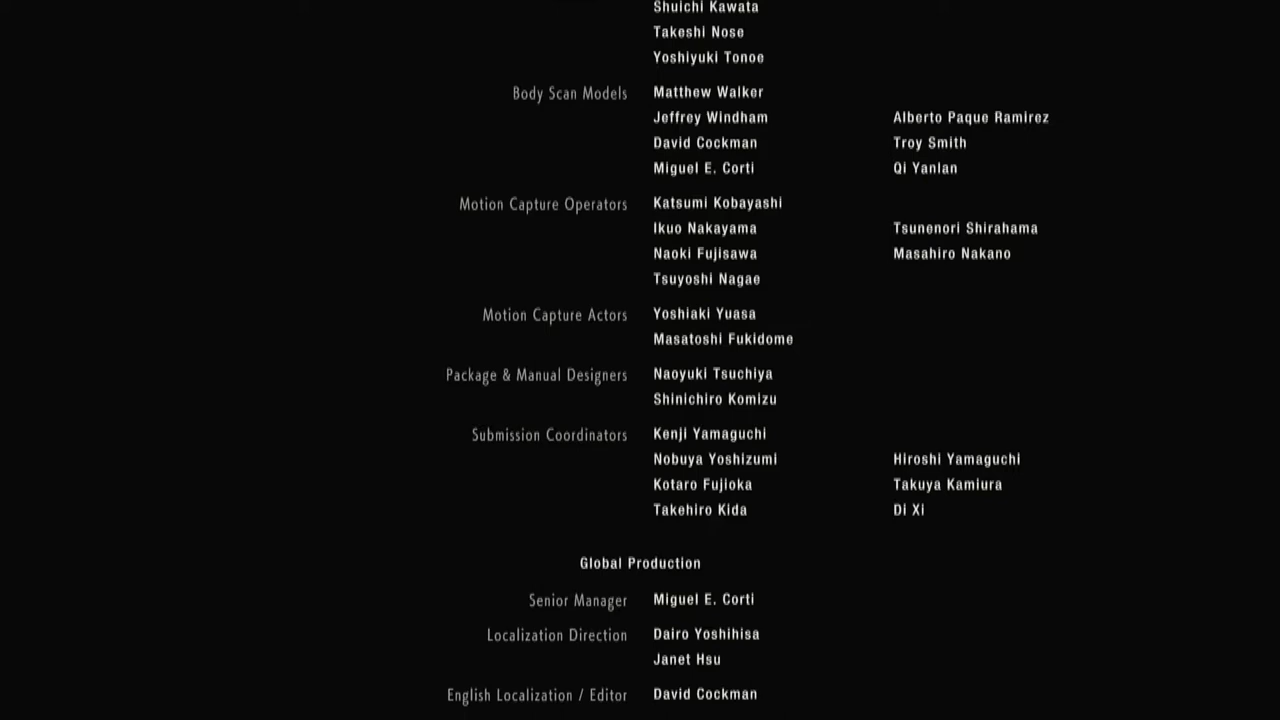 Shuichi Kawata
Takeshi Nose
Yoshiyuki Tonoe
Body Scan Models Matthew Walker
Jeffrey Windham Alberto Paque Ramirez
David Cockman Troy Smith
Miguel E. Corti Qi Yanlan
Motion Capture Operators Katsumi Kobayashi
Ikuo Nakayama Tsunenori Shirahama
Naoki Fujisawa Masahiro Nakano
Tsuyoshi Nagae
Motion Capture Actors Yoshiaki Yuasa
Masatoshi Fukidome
Package & Manual Designers Naoyuki Tsuchiya
Shinichiro Komizu
Submission Coordinators Kenji Yamaguchi
Nobuya Yoshizumi Hiroshi Yamaguchi
Kotaro Fujioka Takuya Kamiura
Takehiro Kida Di Xi
Global Production
Senior Manager Miguel E. Corti
Localization Direction Dairo Yoshihisa
Janet Hsu
English Localization / Editor David Cockman